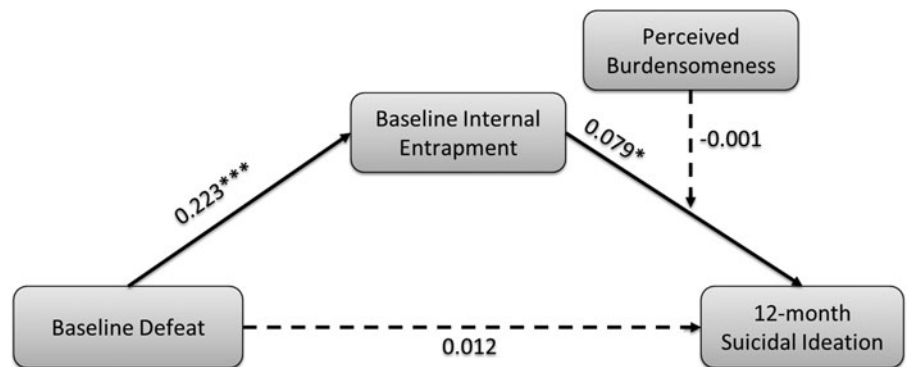 Perceived
Burdensomeness
Baseline Internal
Entrapment
0.079*
-0.001
0.223***
Baseline Defeat
0.012
12-month
Suicidal Ideation